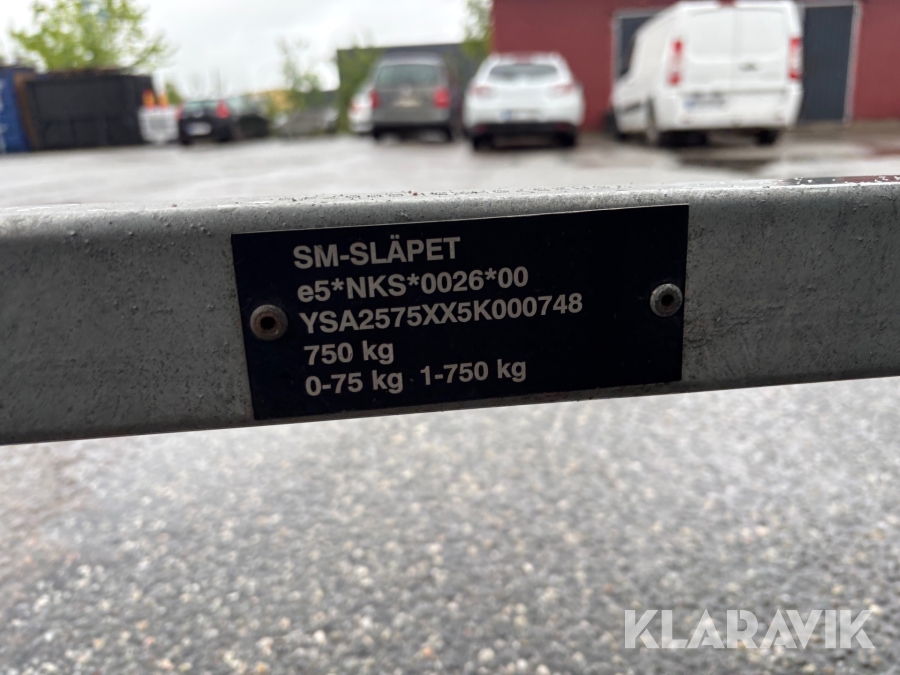 SM-SLÄPET
e5*NKS*0026*00
YSA2575XX5K000748
750 kg
0-75 kg 1-750 kg
KLARAVIK